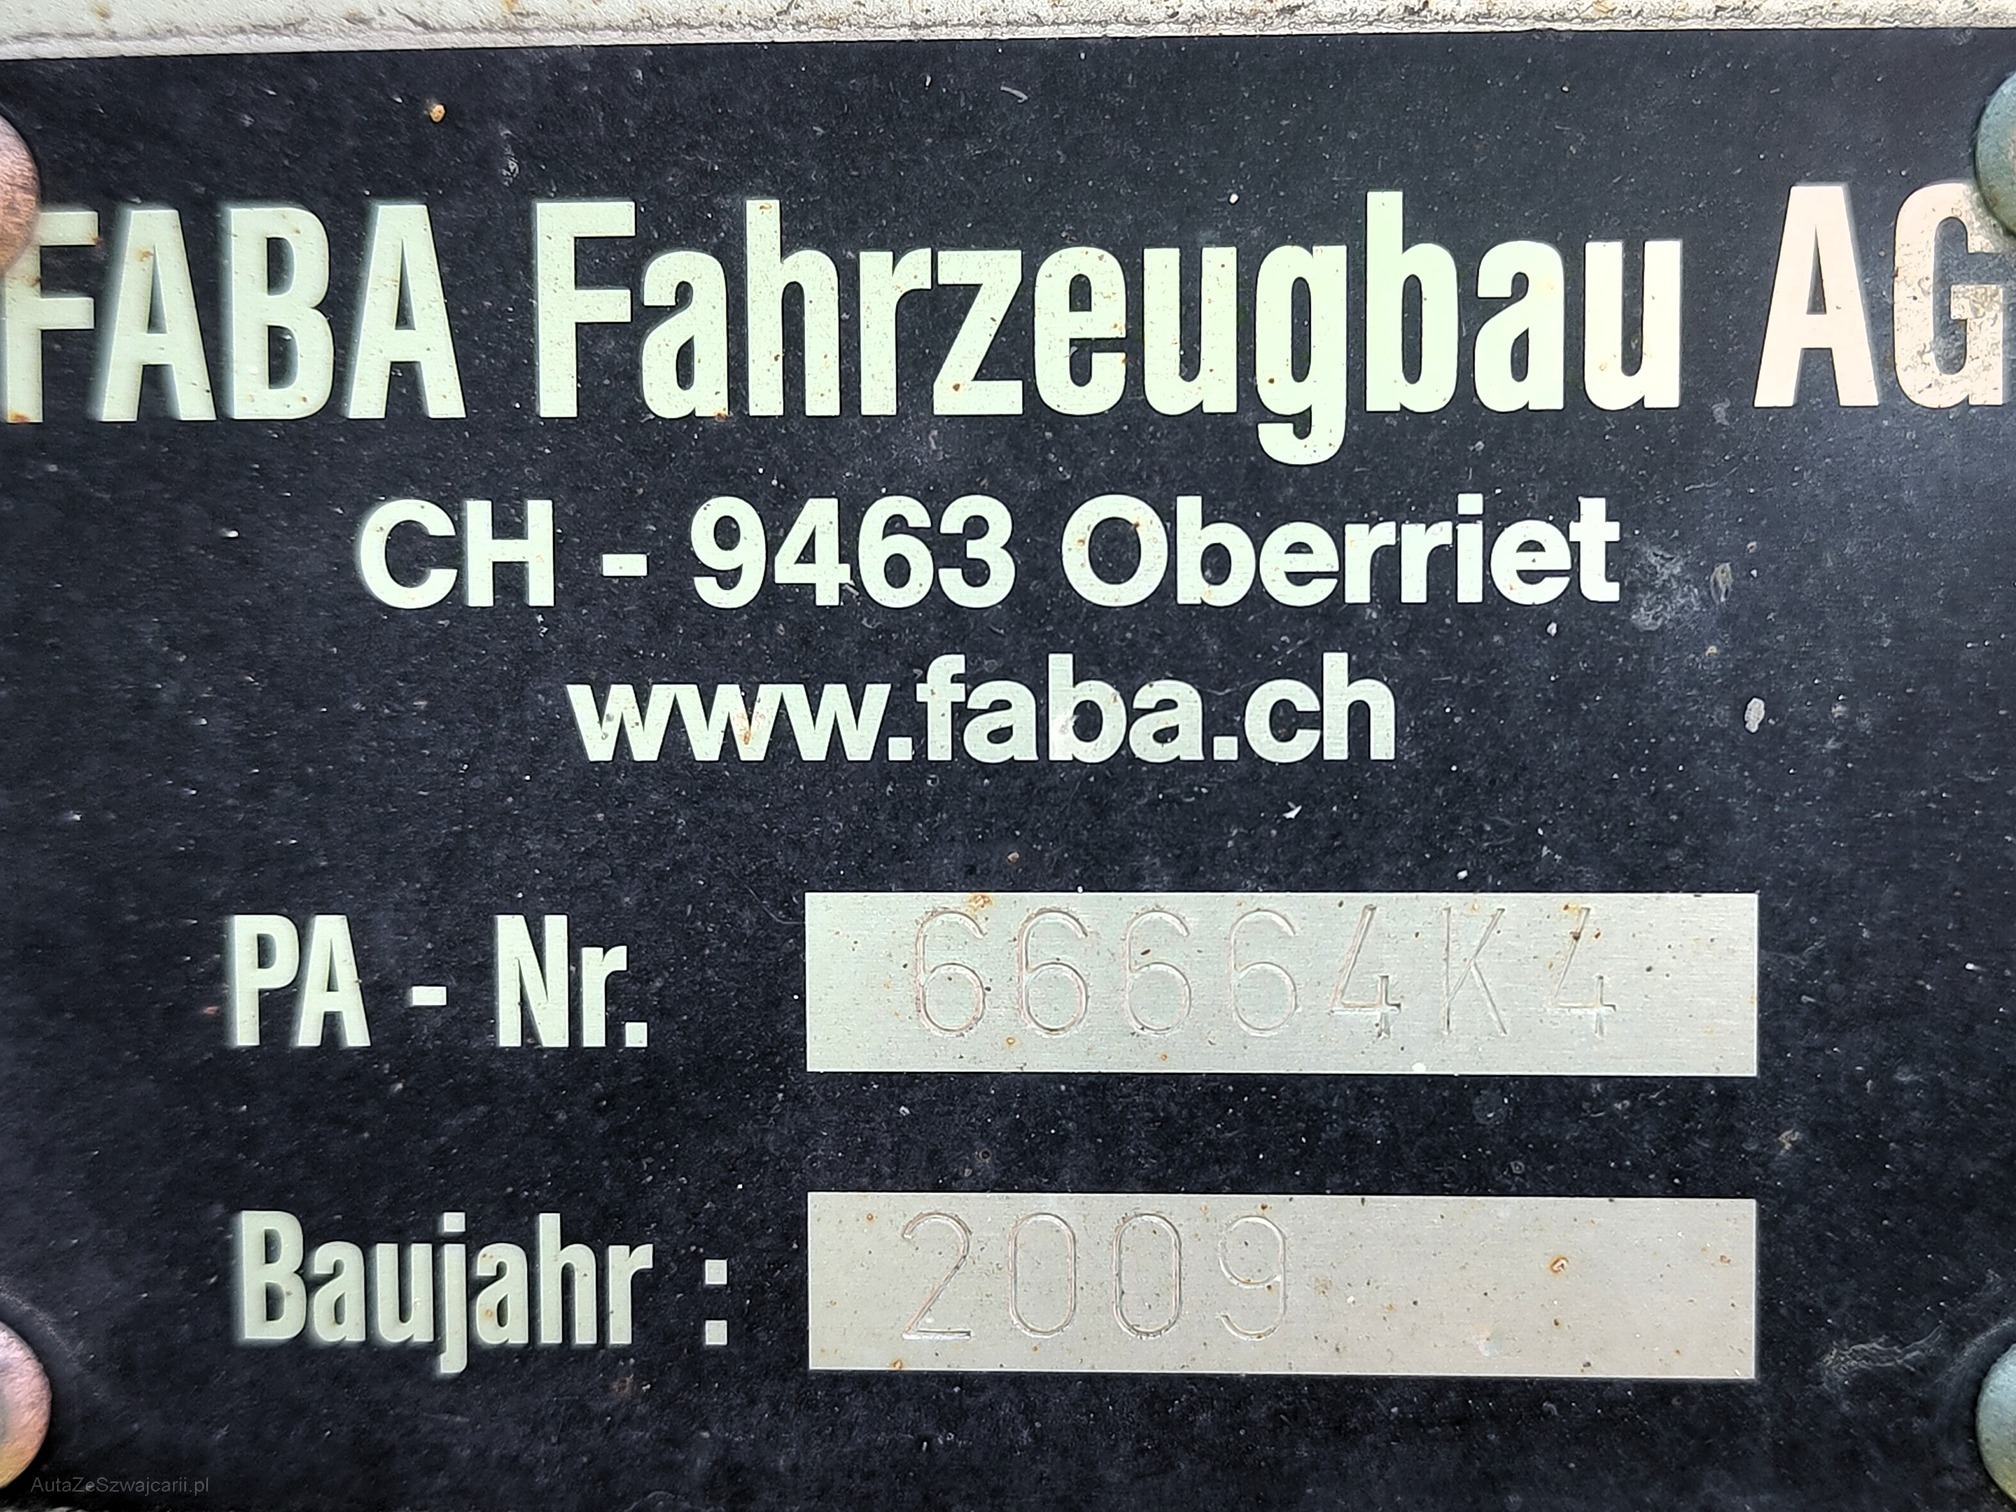 FABA Fahrzeugbau AG
CH - 9463 Oberriet
www.faba.ch
PA - Nr. 66664K4
Baujahr : 2009
AutaZeSzwajcarii.pl